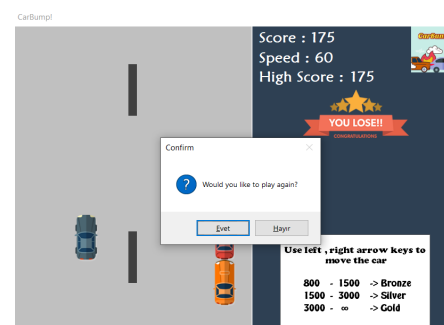 CarBump!
Score : 175
Speed : 60
High Score : 175
YOU LOSE!!
CONGRATULATIONS
Confirm
Would you like to play again?
Evet
Hayır
Use left , right arrow keys to
move the car
800 - 1500 -> Bronze
1500 - 3000 -> Silver
3000 - ∞ -> Gold